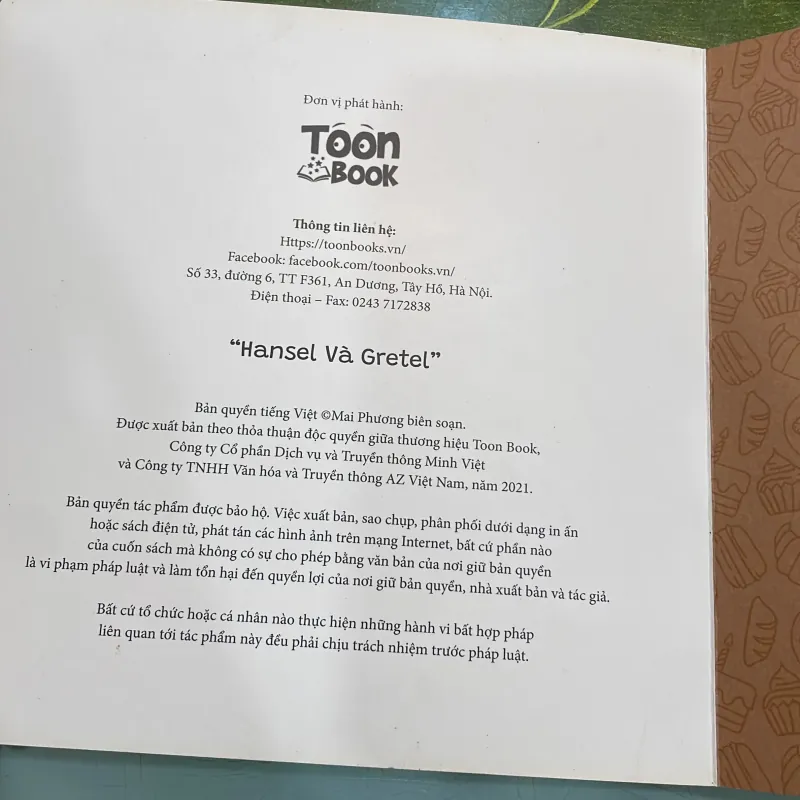 Đơn vị phát hành:
TOON
BOOK
Thông tin liên hệ:
Https://toonbooks.vn/
Facebook: facebook.com/toonbooks.vn/
Số 33, đường 6, TT F361, An Dương, Tây Hồ, Hà Nội.
Điện thoại – Fax: 0243 7172838
“Hansel Và Gretel”
Bản quyền tiếng Việt ©Mai Phương biên soạn.
Được xuất bản theo thỏa thuận độc quyền giữa thương hiệu Toon Book,
Công ty Cổ phần Dịch vụ và Truyền thông Minh Việt
và Công ty TNHH Văn hóa và Truyền thông AZ Việt Nam, năm 2021.
Bản quyền tác phẩm được bảo hộ. Việc xuất bản, sao chụp, phân phối dưới dạng in ấn
hoặc sách điện tử, phát tán các hình ảnh trên mạng Internet, bất cứ phần nào
của cuốn sách mà không có sự cho phép bằng văn bản của nơi giữ bản quyền
là vi phạm pháp luật và làm tổn hại đến quyền lợi của nơi giữ bản quyền, nhà xuất bản và tác giả.
Bất cứ tổ chức hoặc cá nhân nào thực hiện những hành vi bất hợp pháp
liên quan tới tác phẩm này đều phải chịu trách nhiệm trước pháp luật.